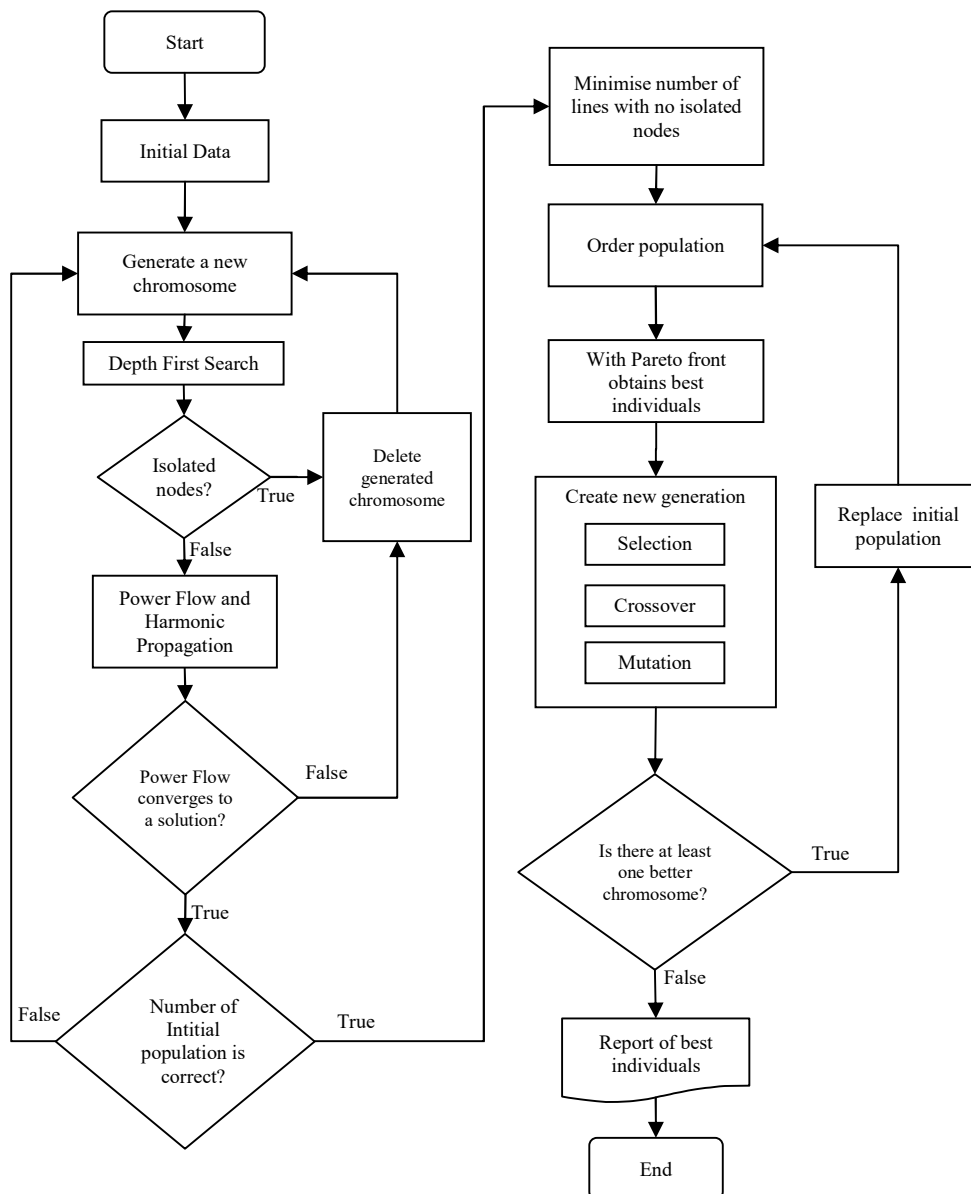 Start
Initial Data
Generate a new
chromosome
Depth First Search
Isolated
nodes?
True
Delete
generated
chromosome
False
Power Flow and
Harmonic
Propagation
Power Flow
converges to
a solution?
False
True
Number of
Intitial
population is
correct?
False
True
Minimise number of
lines with no isolated
nodes
Order population
With Pareto front
obtains best
individuals
Create new generation
Selection
Crossover
Mutation
Replace initial
population
Is there at least
one better
chromosome?
True
False
Report of best
individuals
End